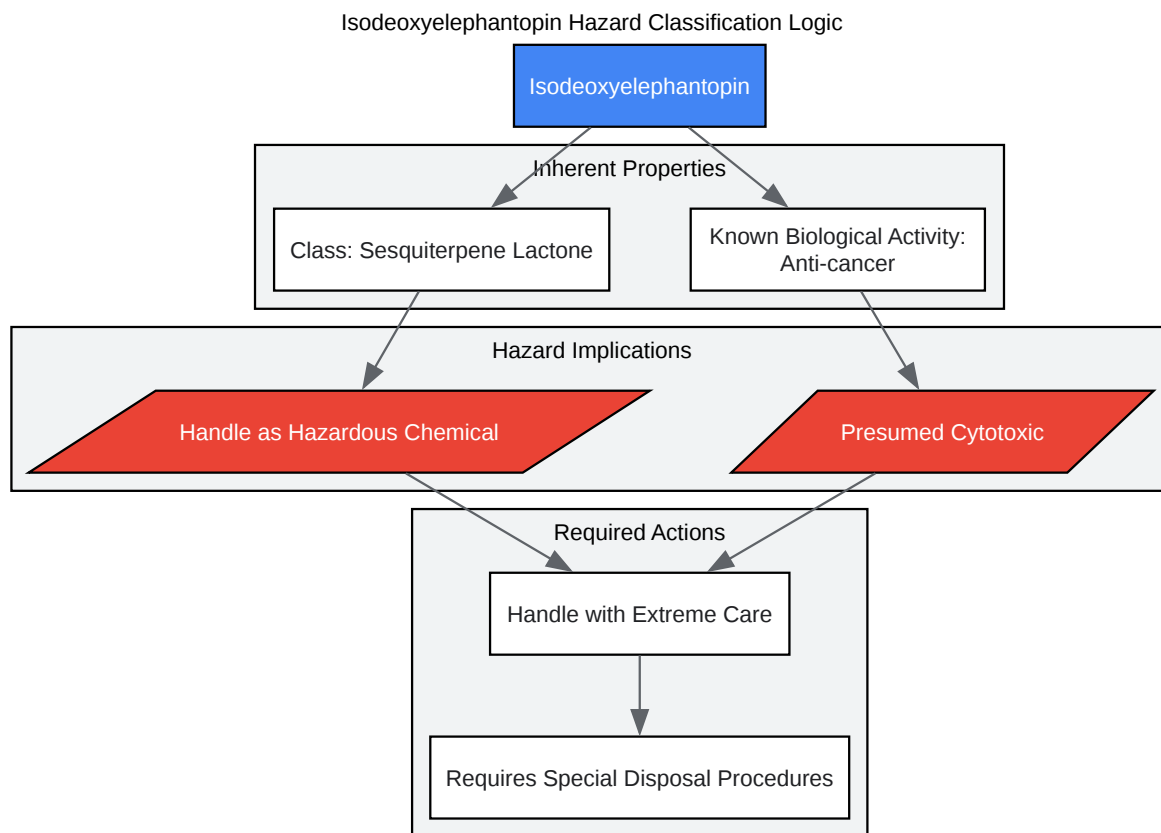 Isodeoxyelephantopin Hazard Classification Logic
Isodeoxyelephantopin
Inherent Properties
Class: Sesquiterpene Lactone
Known Biological Activity:
Anti-cancer
Hazard Implications
Handle as Hazardous Chemical
Presumed Cytotoxic
Required Actions
Handle with Extreme Care
Requires Special Disposal Procedures